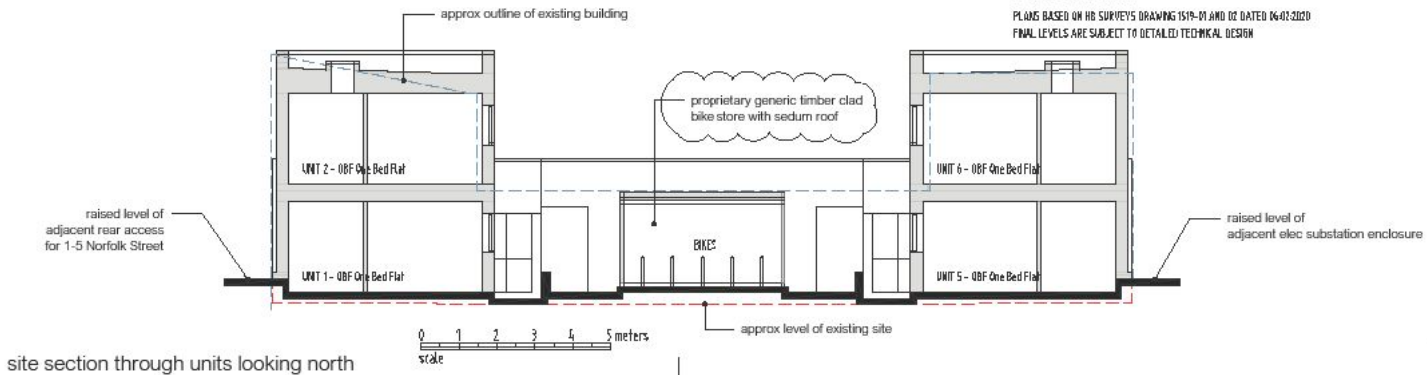 approx outline of existing building
PLANS BASED ON HB SURVEYS DRAWING 1519-01 AND 02 DATED 06-02-2020
FINAL LEVELS ARE SUBJECT TO DETAILED TECHNICAL DESIGN
proprietary generic timber clad
bike store with sedum roof
UNIT 2 - 0BF One Bed Flat
UNIT 6 - 0BF One Bed Flat
raised level of
adjacent rear access
for 1-5 Norfolk Street
raised level of
adjacent elec substation enclosure
BIKES
UNIT 1 - 0BF One Bed Flat
UNIT 5 - 0BF One Bed Flat
approx level of existing site
0 1 2 3 4 5 meters
scale
site section through units looking north